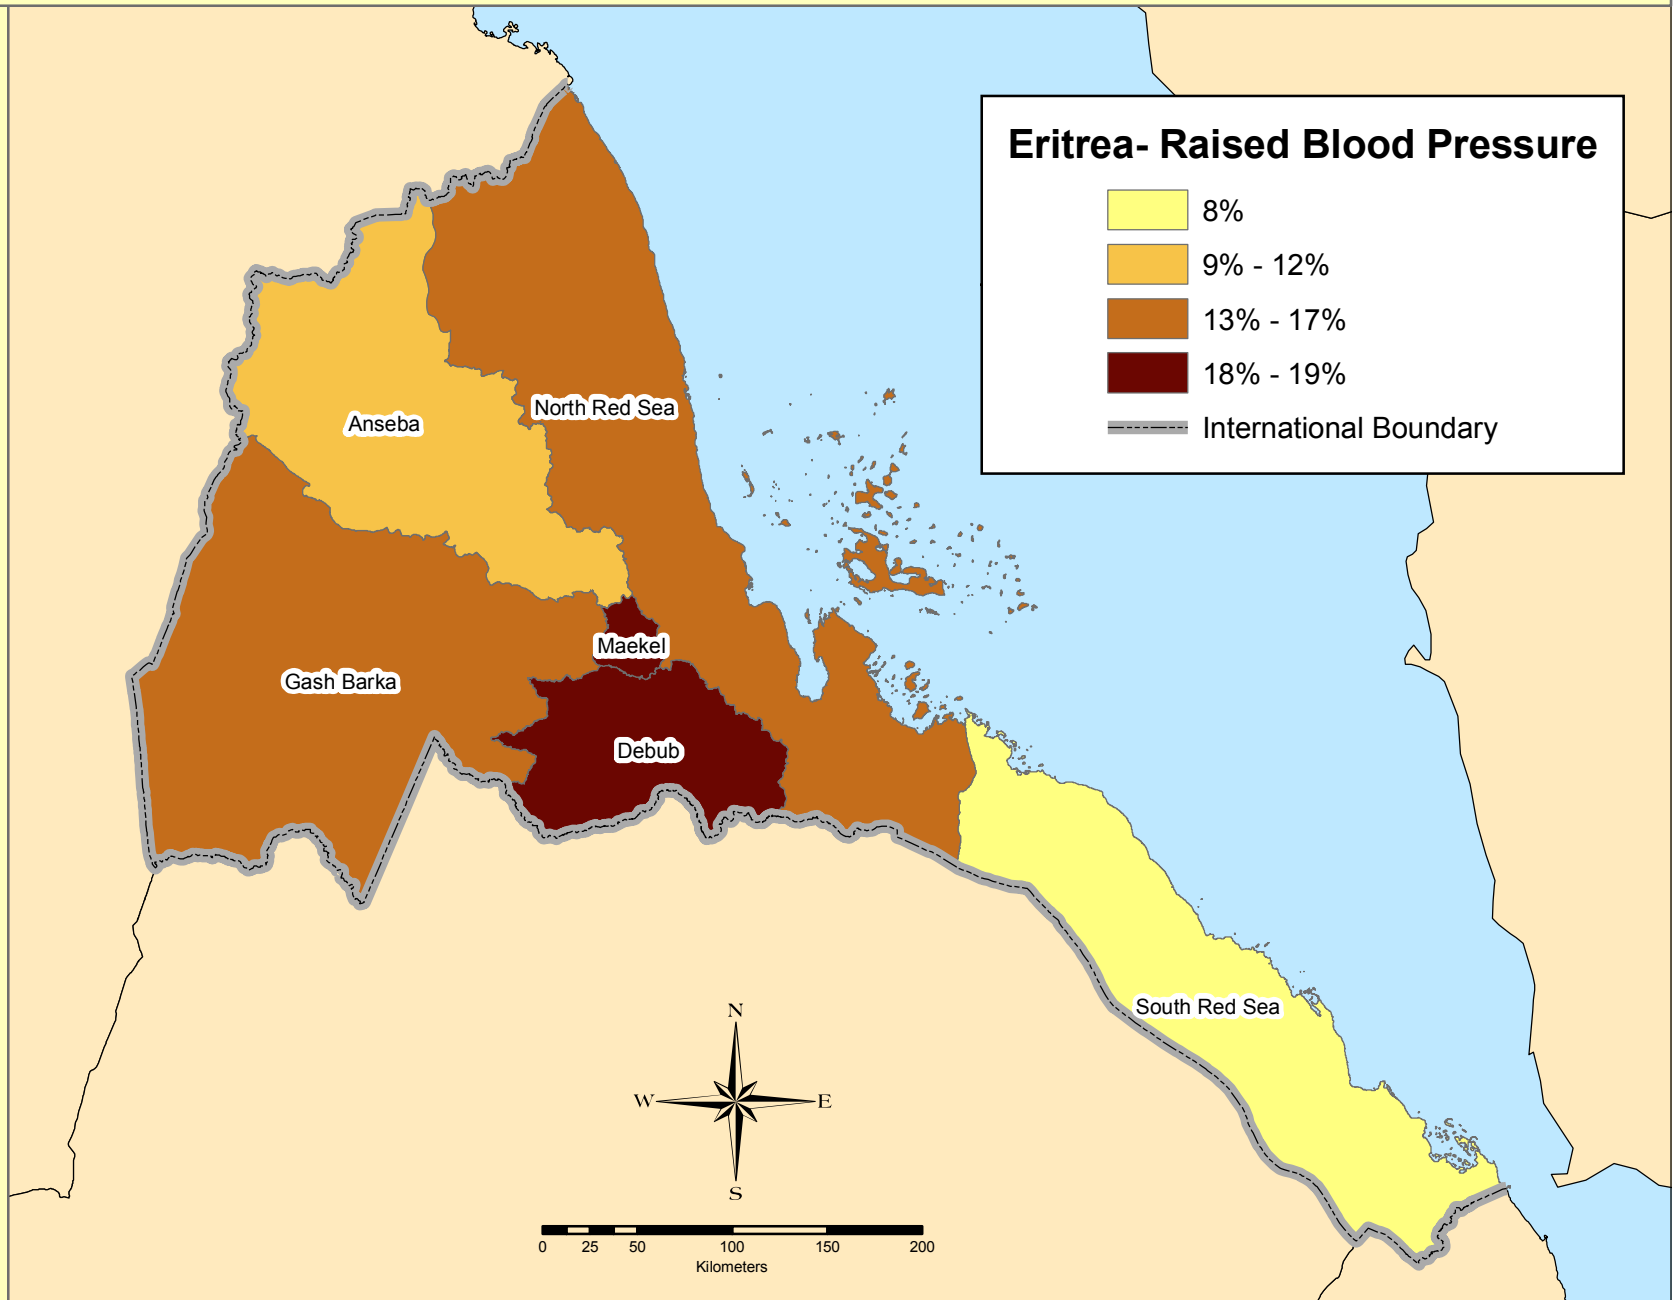 Eritrea- Raised Blood Pressure
8%
9% - 12%
13% - 17%
18% - 19%
International Boundary
North Red Sea
Anseba
Maekel
Gash Barka
Debub
South Red Sea
N
W E
S
0 25 50 100 150 200
Kilometers